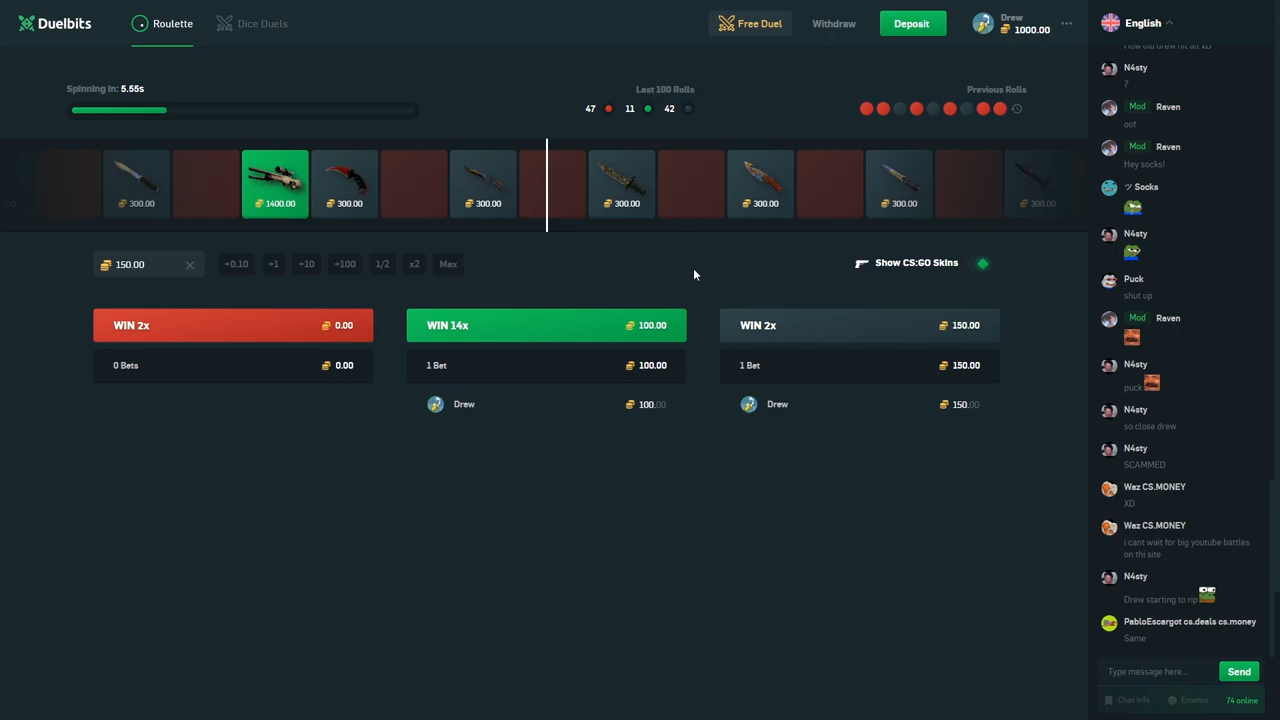 Duelbits
Roulette
Dice Duels
Free Duel
Withdraw
Deposit
Drew
1000.00
English
Spinning In: 5.55s
Last 100 Rolls
47 11 42
Previous Rolls
300.00
1400.00
300.00
300.00
300.00
300.00
300.00
300.00
150.00
+0.10
+1
+10
+100
1/2
x2
Max
Show CS:GO Skins
WIN 2x 0.00
0 Bets 0.00
WIN 14x 100.00
1 Bet 100.00
Drew 100.00
WIN 2x 150.00
1 Bet 150.00
Drew 150.00
N4sty
7
Mod Raven
oof
Mod Raven
Hey socks!
ツ Socks
N4sty
Puck
shut up
Mod Raven
N4sty
puck
N4sty
so close drew
N4sty
SCAMMED
Waz CS.MONEY
XD
Waz CS.MONEY
i cant wait for big youtube battles
on thi site
N4sty
Drew starting to rip
PabloEscargot cs.deals cs.money
Same
Type message here...
Send
Chat Info
Emotes
74 online